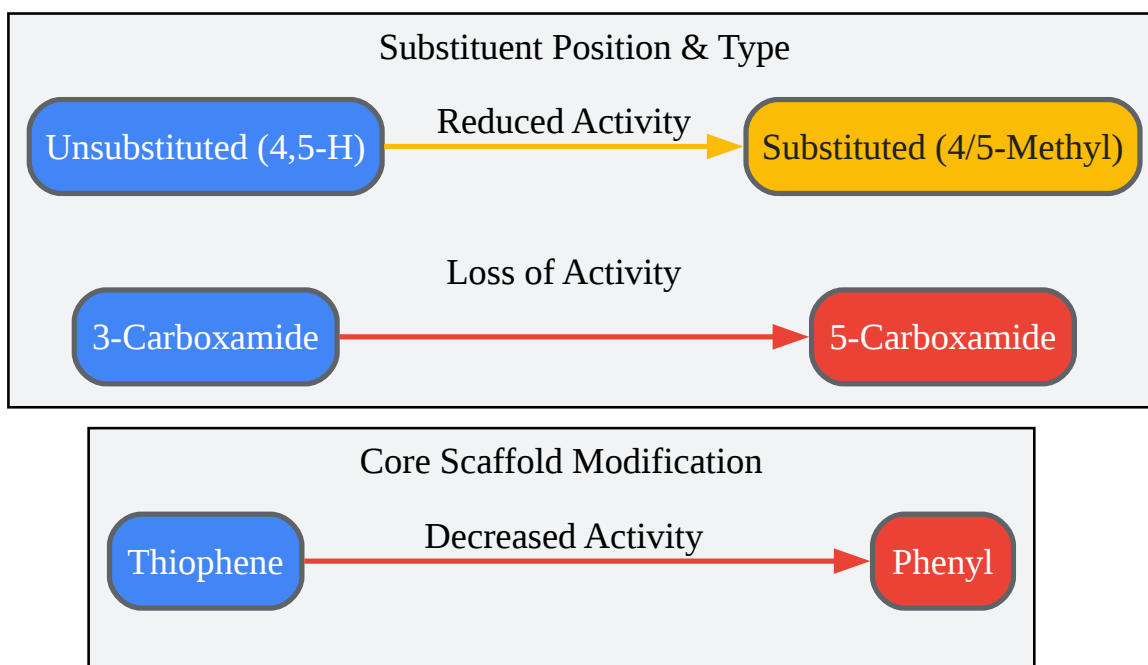 Substituent Position & Type
Unsubstituted (4,5-H)
Reduced Activity
Substituted (4/5-Methyl)
Loss of Activity
3-Carboxamide
5-Carboxamide
Core Scaffold Modification
Decreased Activity
Thiophene
Phenyl